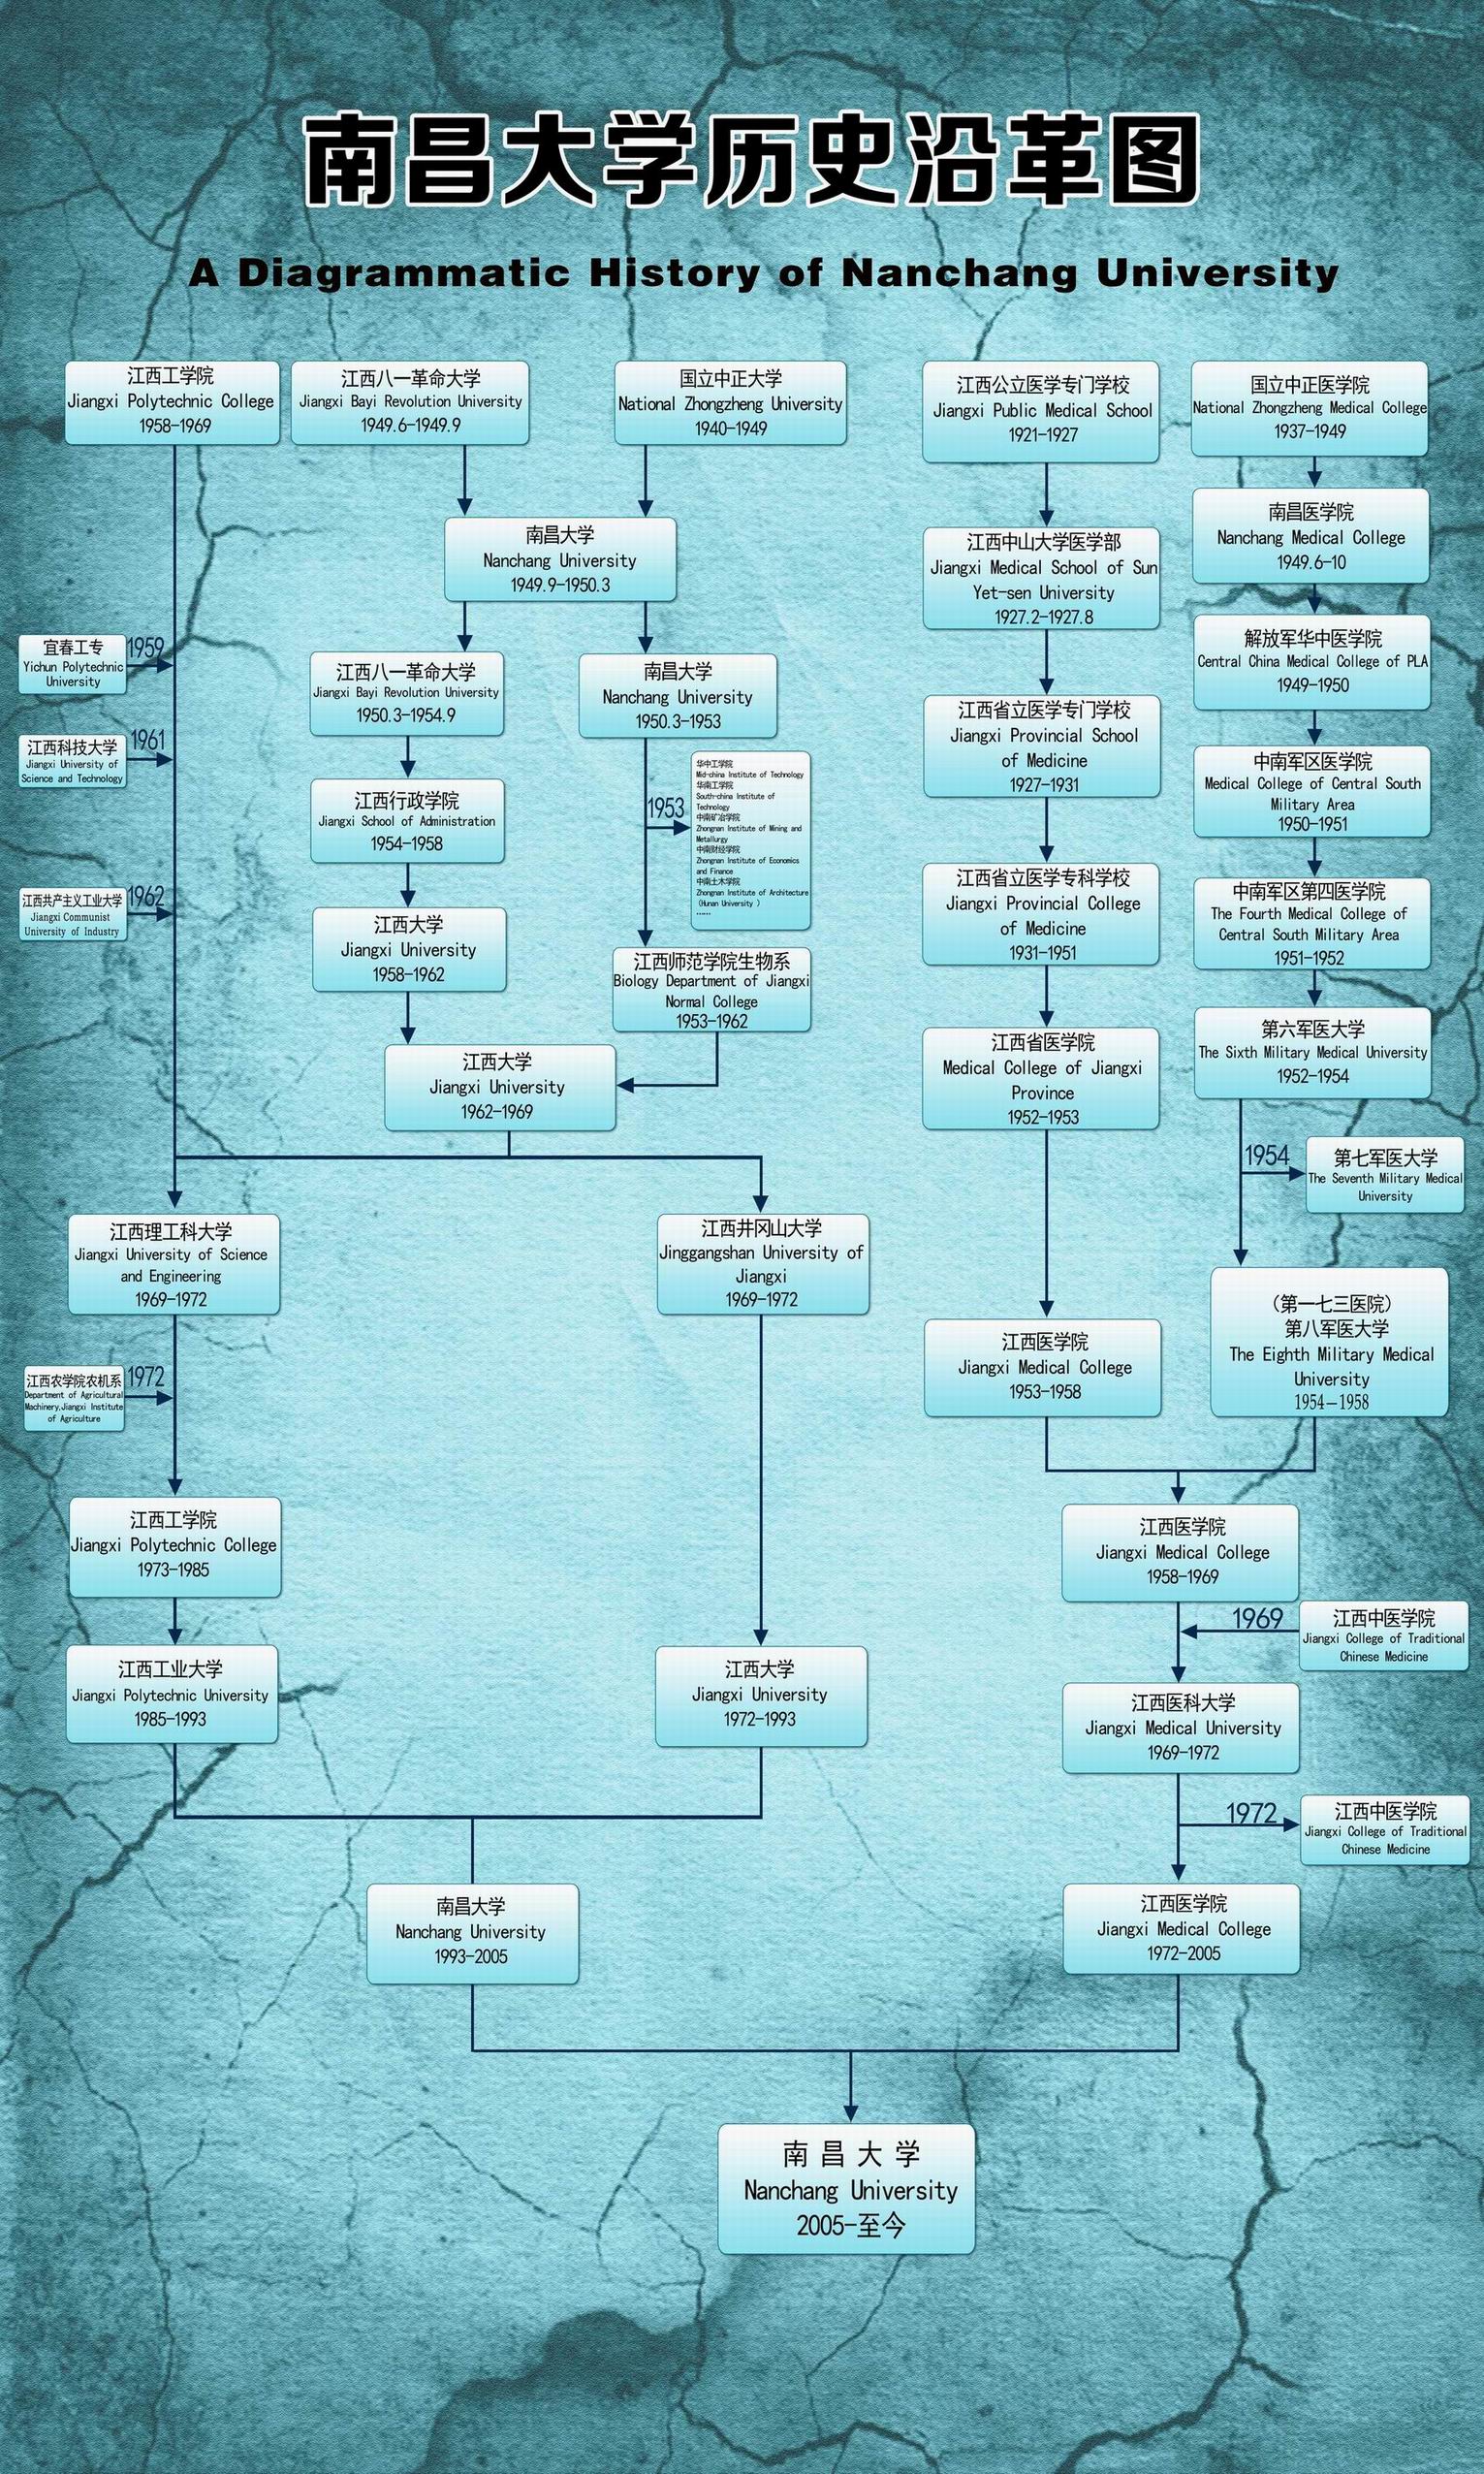 南昌大学历史沿革图
A Diagrammatic History of Nanchang University
江西工学院
Jiangxi Polytechnic College
1958-1969
江西八一革命大学
Jiangxi Bayi Revolution University
1949.6-1949.9
国立中正大学
National Zhongzheng University
1940-1949
江西公立医学专门学校
Jiangxi Public Medical School
1921-1927
国立中正医学院
National Zhongzheng Medical College
1937-1949
南昌大学
Nanchang University
1949.9-1950.3
江西中山大学医学部
Jiangxi Medical School of Sun
Yet-sen University
1927.2-1927.8
南昌医学院
Nanchang Medical College
1949.6-10
宜春工专
Yichun Polytechnic
University
1959
江西八一革命大学
Jiangxi Bayi Revolution University
1950.3-1954.9
南昌大学
Nanchang University
1950.3-1953
解放军华中医学院
Central China Medical College of PLA
1949-1950
江西科技大学
Jiangxi University of
Science and Technology
1961
江西省立医学专门学校
Jiangxi Provincial School
of Medicine
1927-1931
中南军区医学院
Medical College of Central South
Military Area
1950-1951
江西行政学院
Jiangxi School of Administration
1954-1958
1953
华中工学院
Mid-china Institute of Technology
华南工学院
South-china Institute of
Technology
中南矿冶学院
Zhongnan Institute of Mining and
Metallurgy
中南财经学院
Zhongnan Institute of Economics
and Finance
中南土木学院
Zhongnan Institute of Architecture
(Hunan University )
......
江西共产主义工业大学
Jiangxi Communist
University of Industry
1962
江西大学
Jiangxi University
1958-1962
江西省立医学专科学校
Jiangxi Provincial College
of Medicine
1931-1951
中南军区第四医学院
The Fourth Medical College of
Central South Military Area
1951-1952
江西师范学院生物系
Biology Department of Jiangxi
Normal College
1953-1962
江西大学
Jiangxi University
1962-1969
江西省医学院
Medical College of Jiangxi
Province
1952-1953
第六军医大学
The Sixth Military Medical University
1952-1954
1954
第七军医大学
The Seventh Military Medical
University
江西理工科大学
Jiangxi University of Science
and Engineering
1969-1972
江西井冈山大学
Jinggangshan University of
Jiangxi
1969-1972
江西医学院
Jiangxi Medical College
1953-1958
（第一七三医院）
第八军医大学
The Eighth Military Medical
University
1954-1958
江西农学院农机系
Department of Agricultural
Machinery,Jiangxi Institute
of Agriculture
1972
江西工学院
Jiangxi Polytechnic College
1973-1985
江西医学院
Jiangxi Medical College
1958-1969
1969
江西中医学院
Jiangxi College of Traditional
Chinese Medicine
江西工业大学
Jiangxi Polytechnic University
1985-1993
江西大学
Jiangxi University
1972-1993
江西医科大学
Jiangxi Medical University
1969-1972
1972
江西中医学院
Jiangxi College of Traditional
Chinese Medicine
南昌大学
Nanchang University
1993-2005
江西医学院
Jiangxi Medical College
1972-2005
南昌大学
Nanchang University
2005-至今